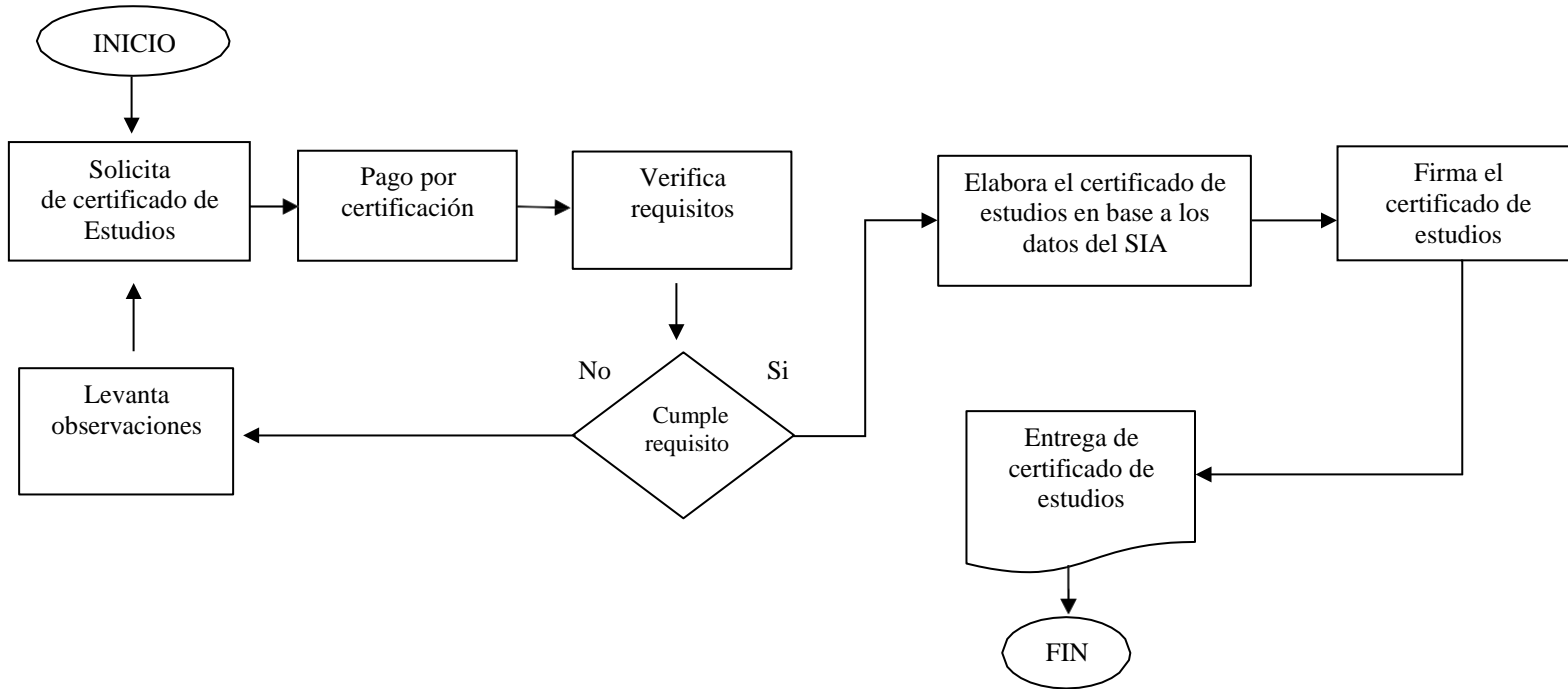 INICIO
Solicita
de certificado de
Estudios
Pago por
certificación
Verifica
requisitos
Elabora el certificado de
estudios en base a los
datos del SIA
Firma el
certificado de
estudios
No
Si
Cumple
requisito
Levanta
observaciones
Entrega de
certificado de
estudios
FIN